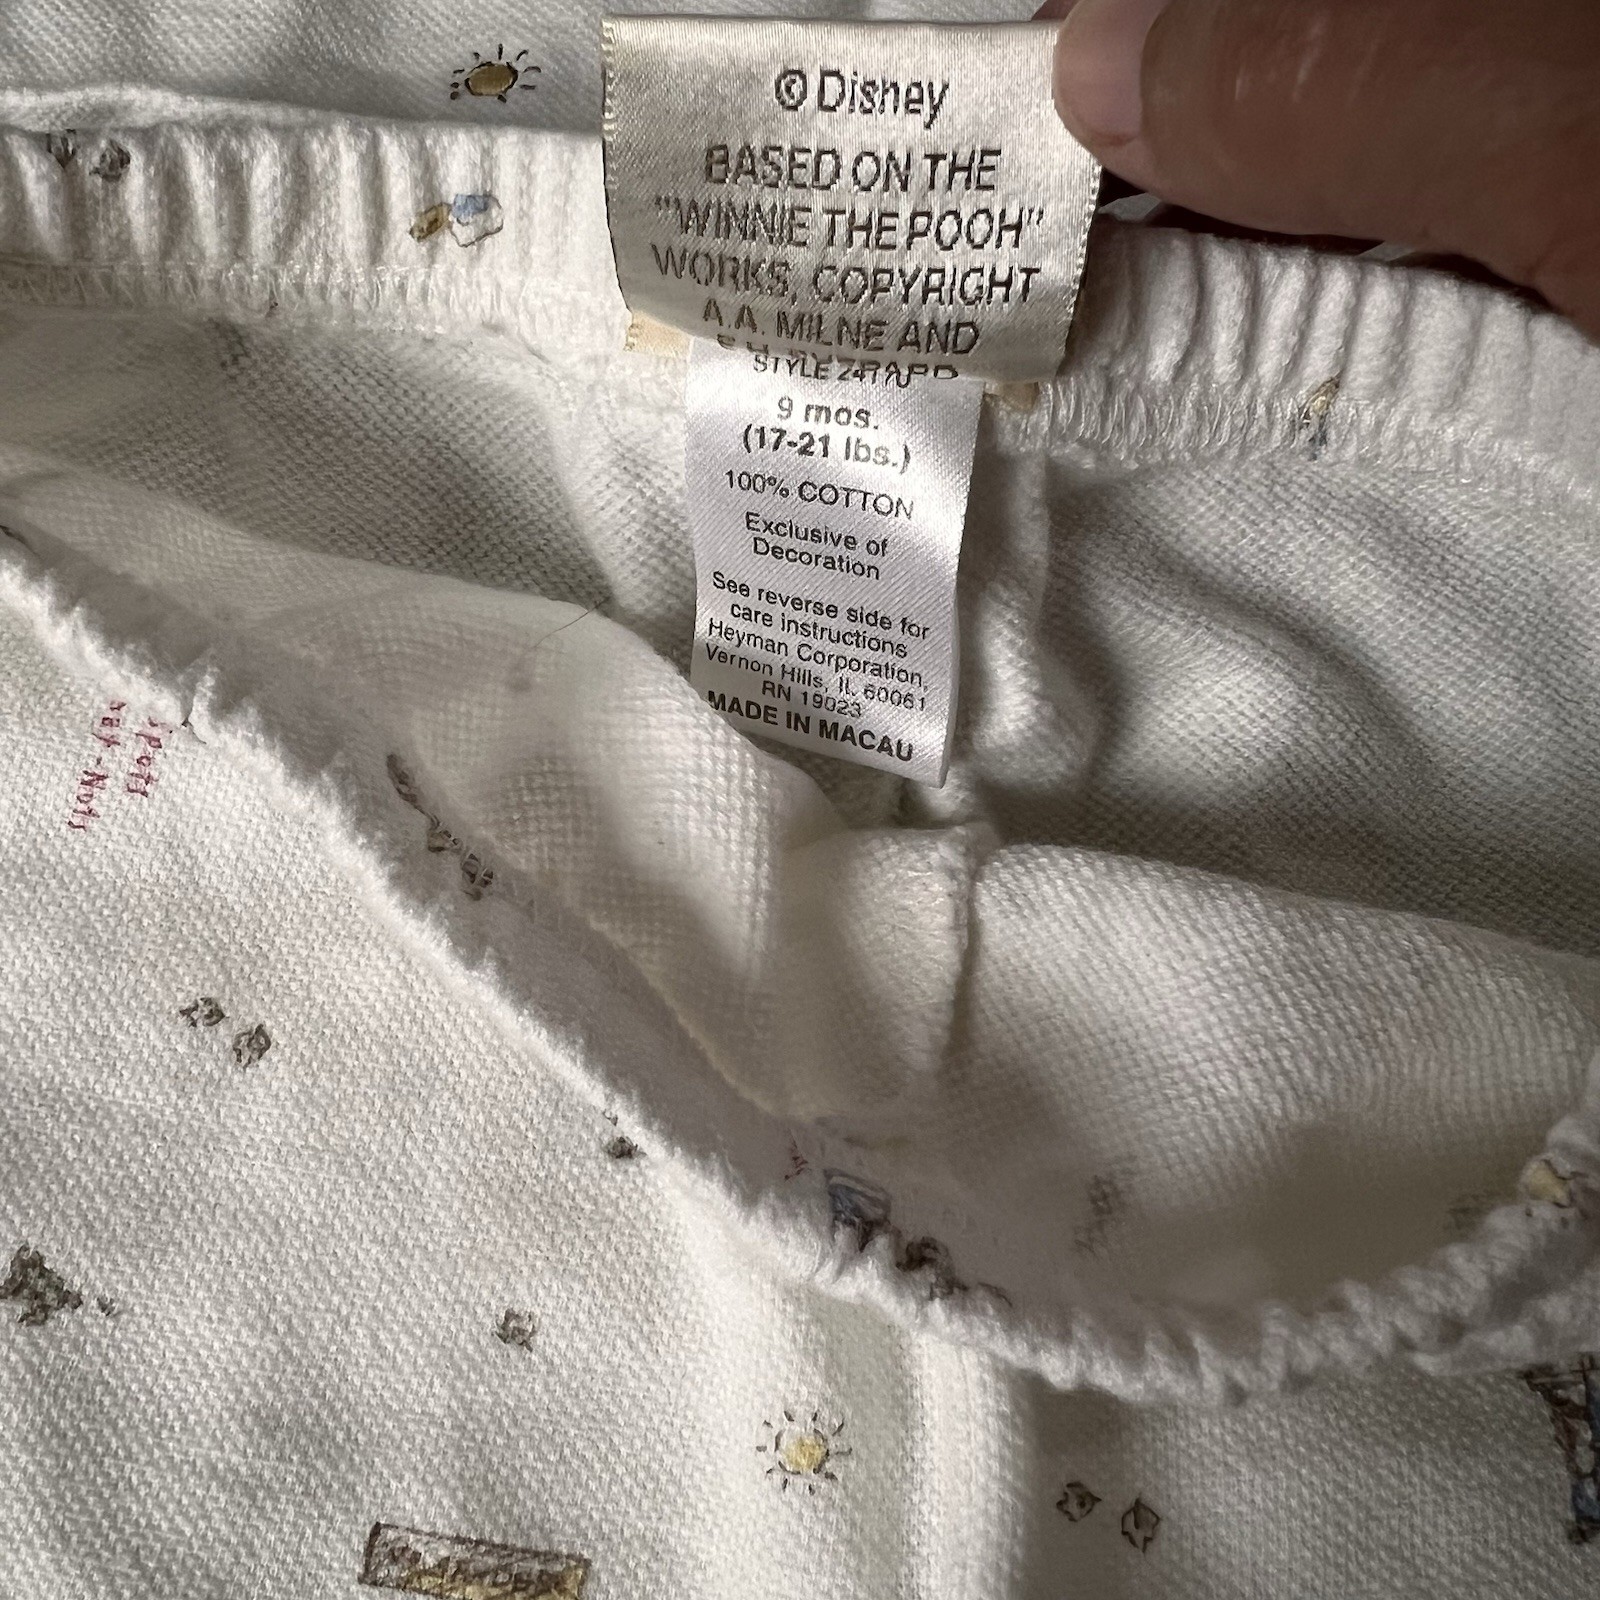 © Disney
BASED ON THE
"WINNIE THE POOH"
WORKS, COPYRIGHT
A.A. MILNE AND
STYLE
9 mos.
(17-21 lbs.)
100% COTTON
Exclusive of
Decoration
See reverse side for
care instructions
Heyman Corporation,
Vernon Hills, IL 60061
RN 19023
MADE IN MACAU